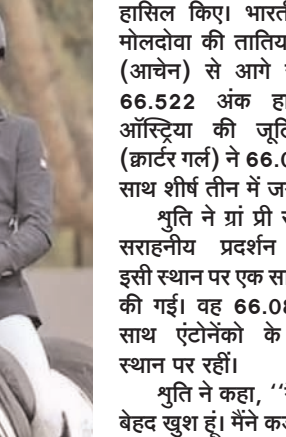 हासिल किए। भारती
मोलदोवा की तातिय
(आचेन) से आगे
66.522 अंक हा
ऑस्ट्रिया की जूलि
(क्वार्टर गर्ल) ने 66.0
साथ शीर्ष तीन में ज
श्रुति ने ग्रां प्री
सराहनीय प्रदर्शन
इसी स्थान पर एक सा
की गई। वह 66.08
साथ एंटोनेंको के
स्थान पर रहीं।
श्रुति ने कहा, ‘‘
बेहद खुश हूं। मैंने क